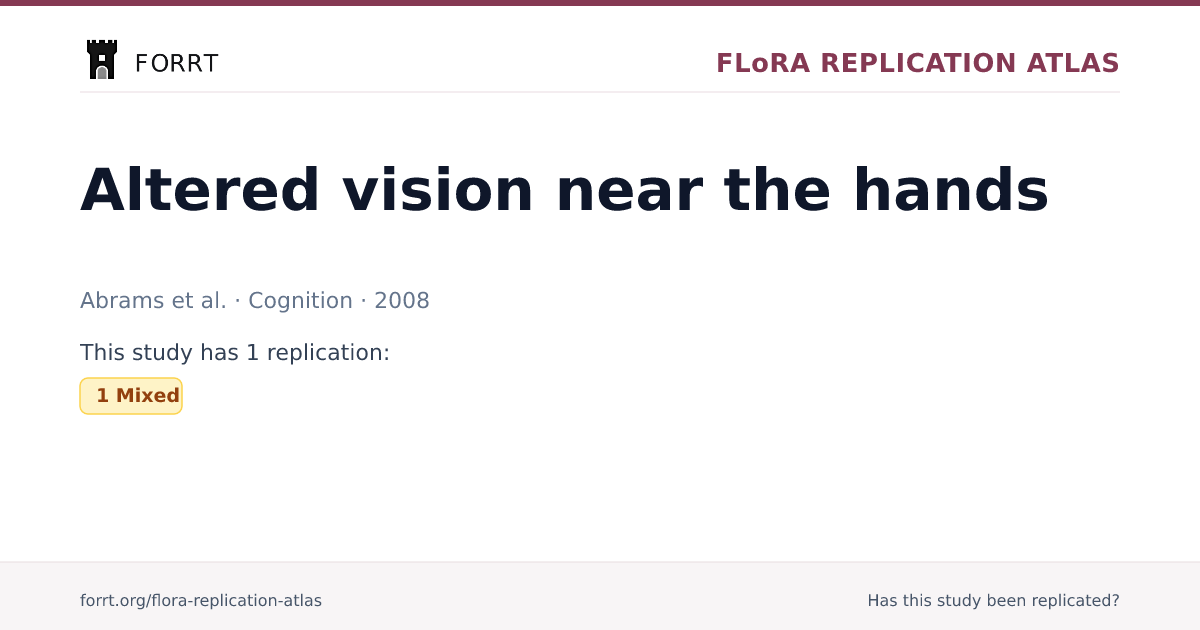 FORRT
FLoRA REPLICATION ATLAS
Altered vision near the hands
Abrams et al. · Cognition · 2008
This study has 1 replication:
1 Mixed
forrt.org/flora-replication-atlas
Has this study been replicated?